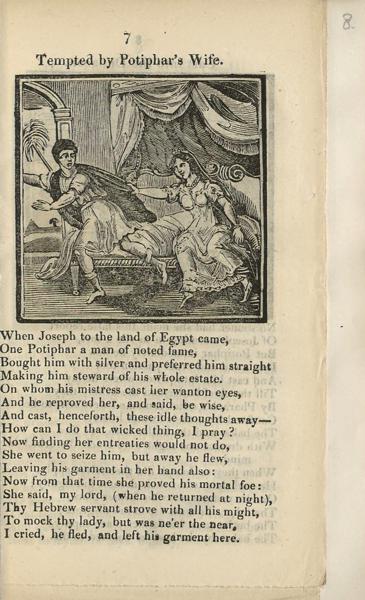 8.
7
Tempted by Potiphar's Wife.
When Joseph to the land of Egypt came,
One Potiphar a man of noted fame,
Bought him with silver and preferred him straight
Making him steward of his whole estate.
On whom his mistress cast her wanton eyes,
And he reproved her, and said, be wise,
And cast, henceforth, these idle thoughts away—
How can I do that wicked thing, I pray?
Now finding her entreaties would not do,
She went to seize him, but away he flew,
Leaving his garment in her hand also:
Now from that time she proved his mortal foe:
She said, my lord, (when he returned at night),
Thy Hebrew servant strove with all his might,
To mock thy lady, but was ne'er the near,
I cried, he fled, and left his garment here.